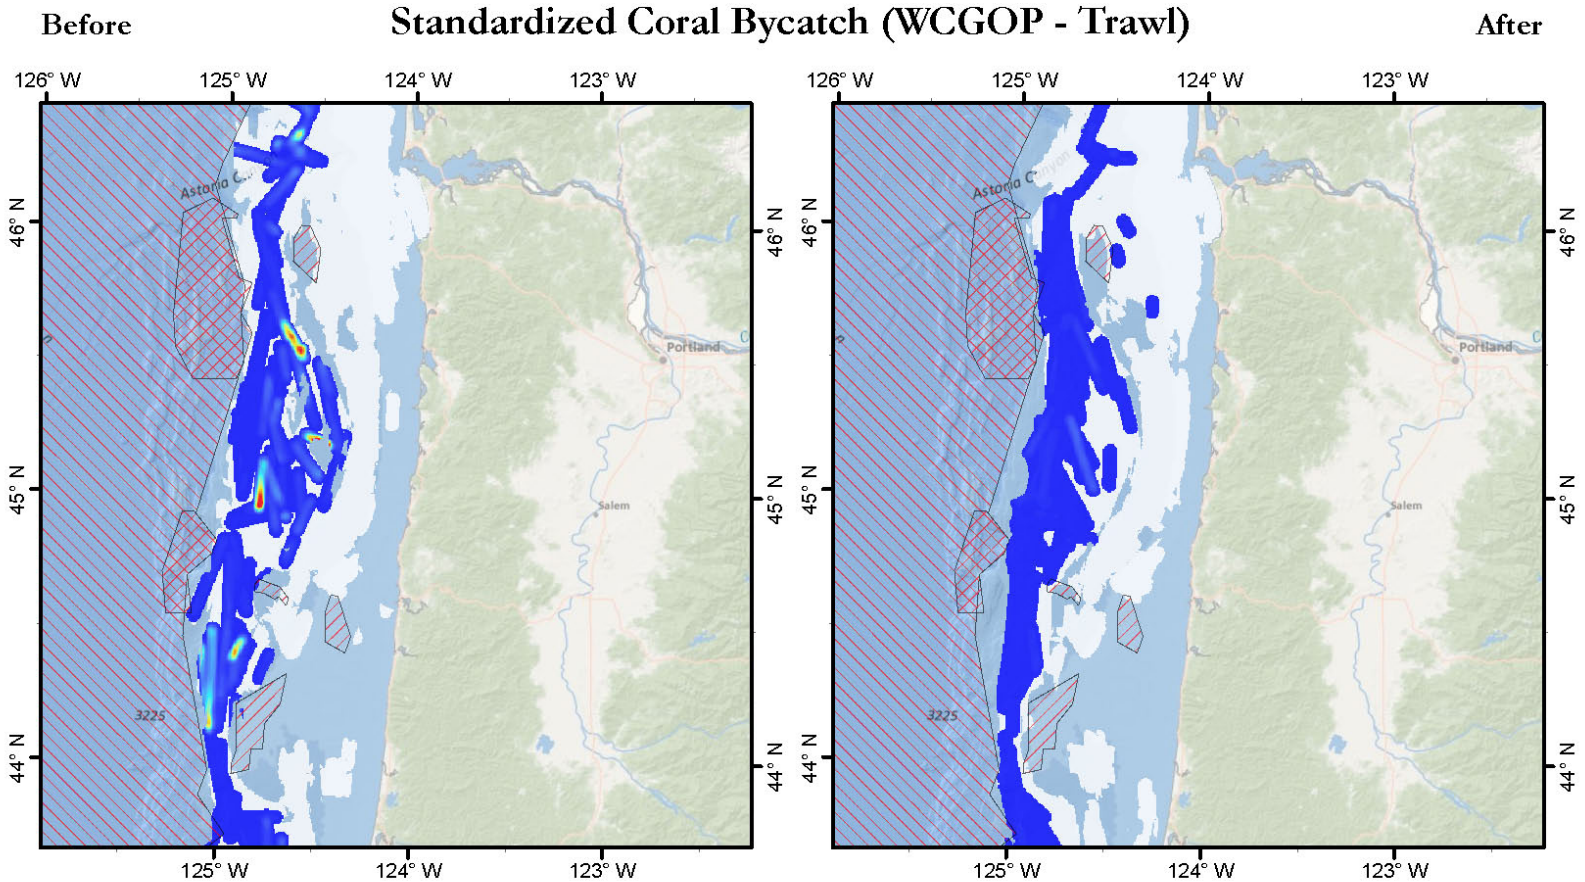 Before
Standardized Coral Bycatch (WCGOP - Trawl)
After
126° W
125° W
124° W
123° W
126° W
125° W
124° W
123° W
46° N
45° N
44° N
46° N
45° N
44° N
46° N
45° N
44° N
46° N
45° N
44° N
Astoria C
Portland
Salem
3225
Astoria Canyon
Portland
Salem
3225
125° W
124° W
123° W
125° W
124° W
123° W